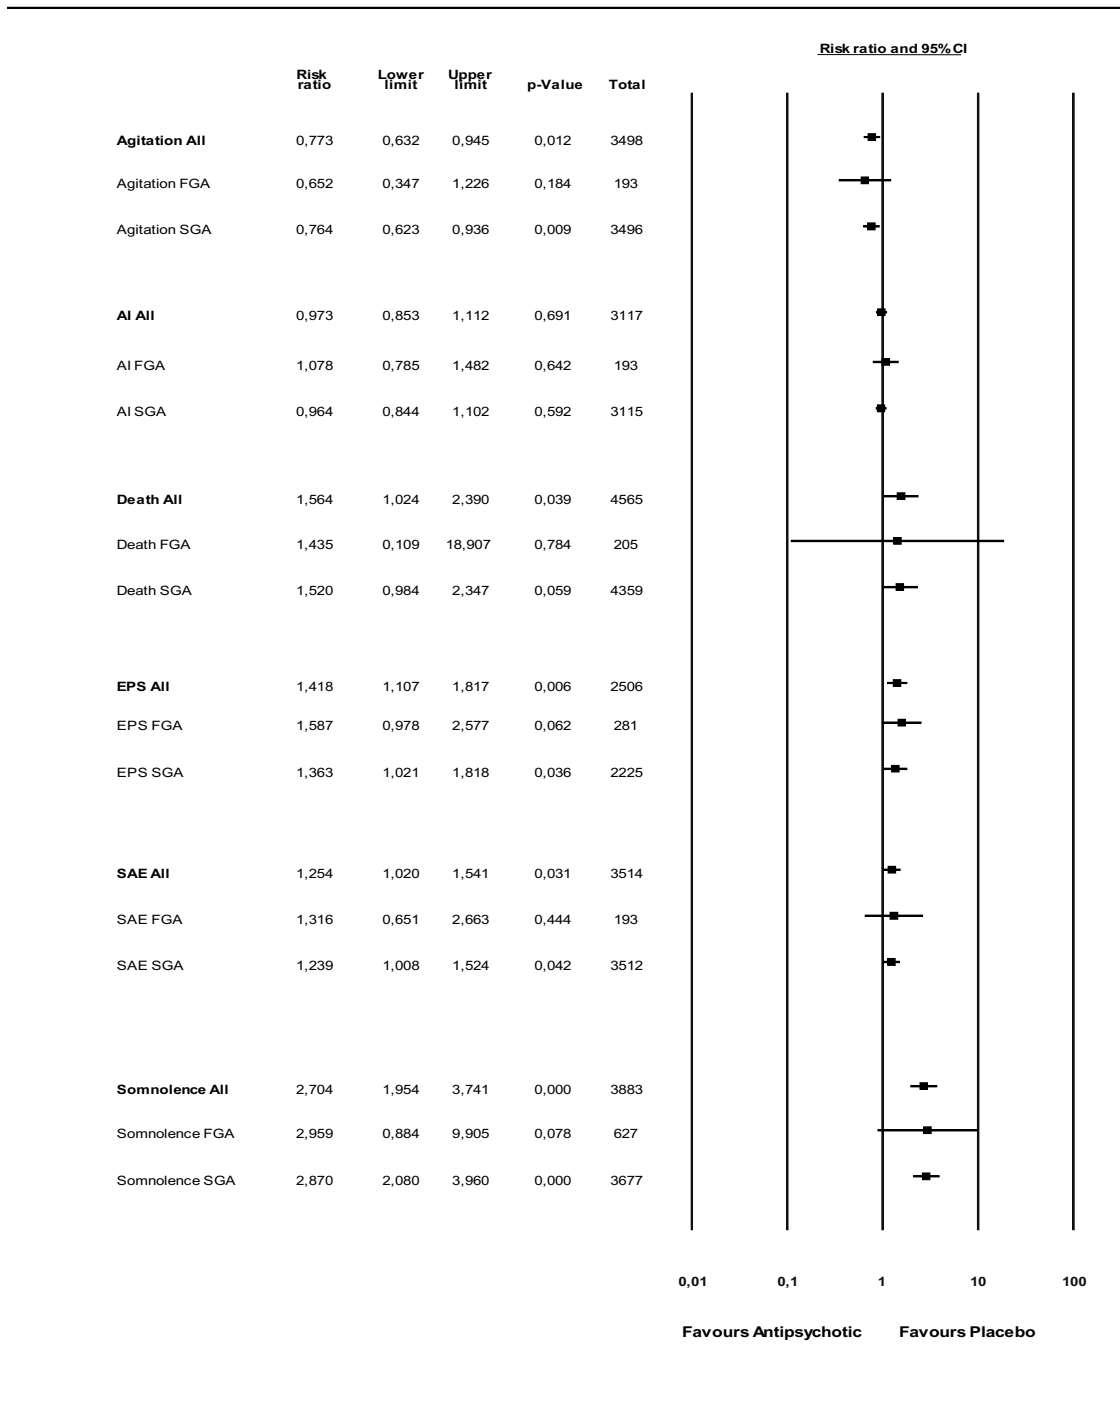 Risk ratio and 95% CI
Risk ratio Lower limit Upper limit p-Value Total
Agitation All 0,773 0,632 0,945 0,012 3498
Agitation FGA 0,652 0,347 1,226 0,184 193
Agitation SGA 0,764 0,623 0,936 0,009 3496
AI All 0,973 0,853 1,112 0,691 3117
AI FGA 1,078 0,785 1,482 0,642 193
AI SGA 0,964 0,844 1,102 0,592 3115
Death All 1,564 1,024 2,390 0,039 4565
Death FGA 1,435 0,109 18,907 0,784 205
Death SGA 1,520 0,984 2,347 0,059 4359
EPS All 1,418 1,107 1,817 0,006 2506
EPS FGA 1,587 0,978 2,577 0,062 281
EPS SGA 1,363 1,021 1,818 0,036 2225
SAE All 1,254 1,020 1,541 0,031 3514
SAE FGA 1,316 0,651 2,663 0,444 193
SAE SGA 1,239 1,008 1,524 0,042 3512
Somnolence All 2,704 1,954 3,741 0,000 3883
Somnolence FGA 2,959 0,884 9,905 0,078 627
Somnolence SGA 2,870 2,080 3,960 0,000 3677
0,01 0,1 1 10 100
Favours Antipsychotic Favours Placebo